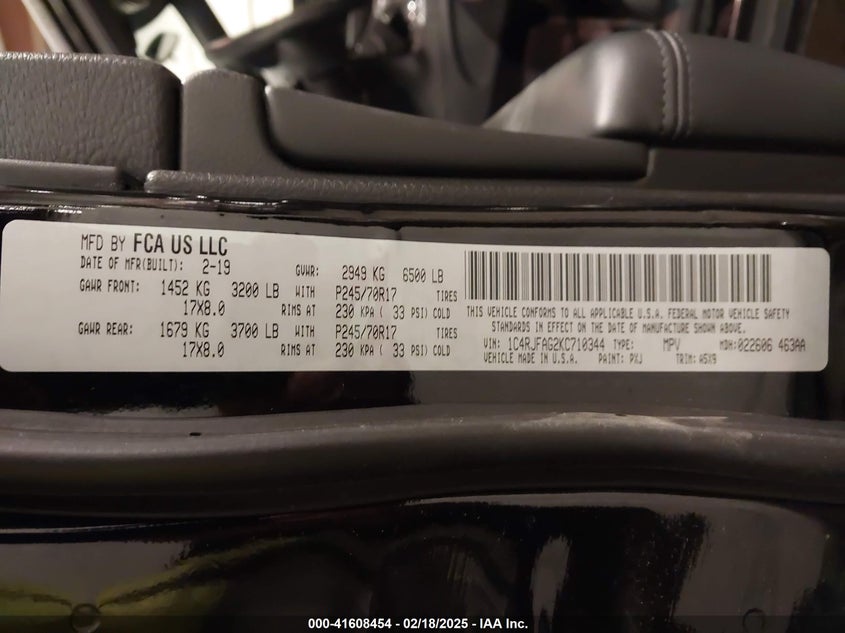 MFD BY FCA US LLC
DATE OF MFR(BUILT): 2-19 GVWR: 2949 KG 6500 LB
GAWR FRONT: 1452 KG 3200 LB WITH P245/70R17 TIRES
17X8.0 RIMS AT 230 KPA ( 33 PSI) COLD
GAWR REAR: 1679 KG 3700 LB WITH P245/70R17 TIRES
17X8.0 RIMS AT 230 KPA ( 33 PSI) COLD
THIS VEHICLE CONFORMS TO ALL APPLICABLE U.S.A. FEDERAL MOTOR VEHICLE SAFETY
STANDARDS IN EFFECT ON THE DATE OF MANUFACTURE SHOWN ABOVE.
VIN: 1C4RJFAG2KC710344 TYPE: MPV MDH:022606 463AA
VEHICLE MADE IN U.S.A. PAINT: PXJ TRIM: A5X9
000-41608454 — 02/18/2025 — IAA Inc.